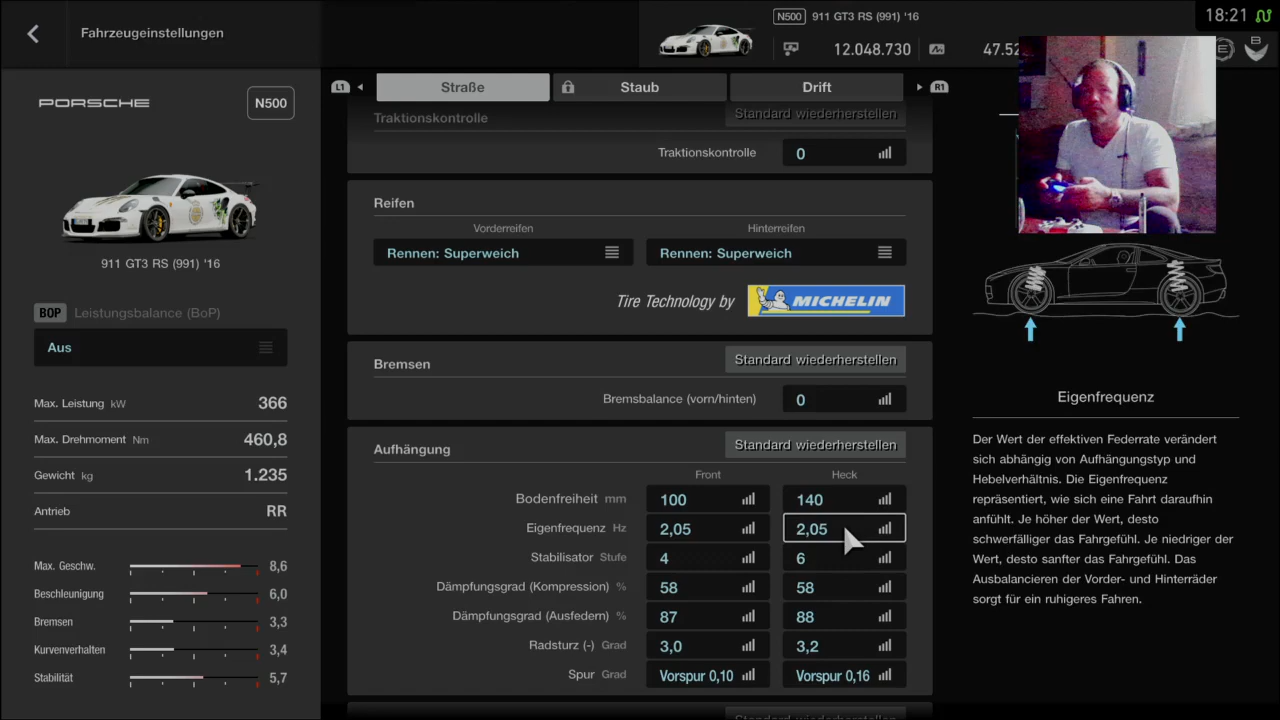 Fahrzeugeinstellungen
N500 911 GT3 RS (991) '16
12.048.730
47.52
18:21
E
B
PORSCHE
N500
911 GT3 RS (991) '16
BOP Leistungsbalance (BoP)
Aus
Max. Leistung kW 366
Max. Drehmoment Nm 460,8
Gewicht kg 1.235
Antrieb RR
Max. Geschw. 8,6
Beschleunigung 6,0
Bremsen 3,3
Kurvenverhalten 3,4
Stabilität 5,7
L1 Straße Staub Drift R1
Traktionskontrolle Standard wiederherstellen
Traktionskontrolle 0
Reifen
Vorderreifen Hinterreifen
Rennen: Superweich Rennen: Superweich
Tire Technology by MICHELIN
Bremsen Standard wiederherstellen
Bremsbalance (vorn/hinten) 0
Aufhängung Standard wiederherstellen
Front Heck
Bodenfreiheit mm 100 140
Eigenfrequenz Hz 2,05 2,05
Stabilisator Stufe 4 6
Dämpfungsgrad (Kompression) % 58 58
Dämpfungsgrad (Ausfedern) % 87 88
Radsturz (-) Grad 3,0 3,2
Spur Grad Vorspur 0,10 Vorspur 0,16
Standard wiederherstellen
Eigenfrequenz
Der Wert der effektiven Federrate verändert
sich abhängig von Aufhängungstyp und
Hebelverhältnis. Die Eigenfrequenz
repräsentiert, wie sich eine Fahrt daraufhin
anfühlt. Je höher der Wert, desto
schwerfälliger das Fahrgefühl. Je niedriger der
Wert, desto sanfter das Fahrgefühl. Das
Ausbalancieren der Vorder- und Hinterräder
sorgt für ein ruhigeres Fahren.